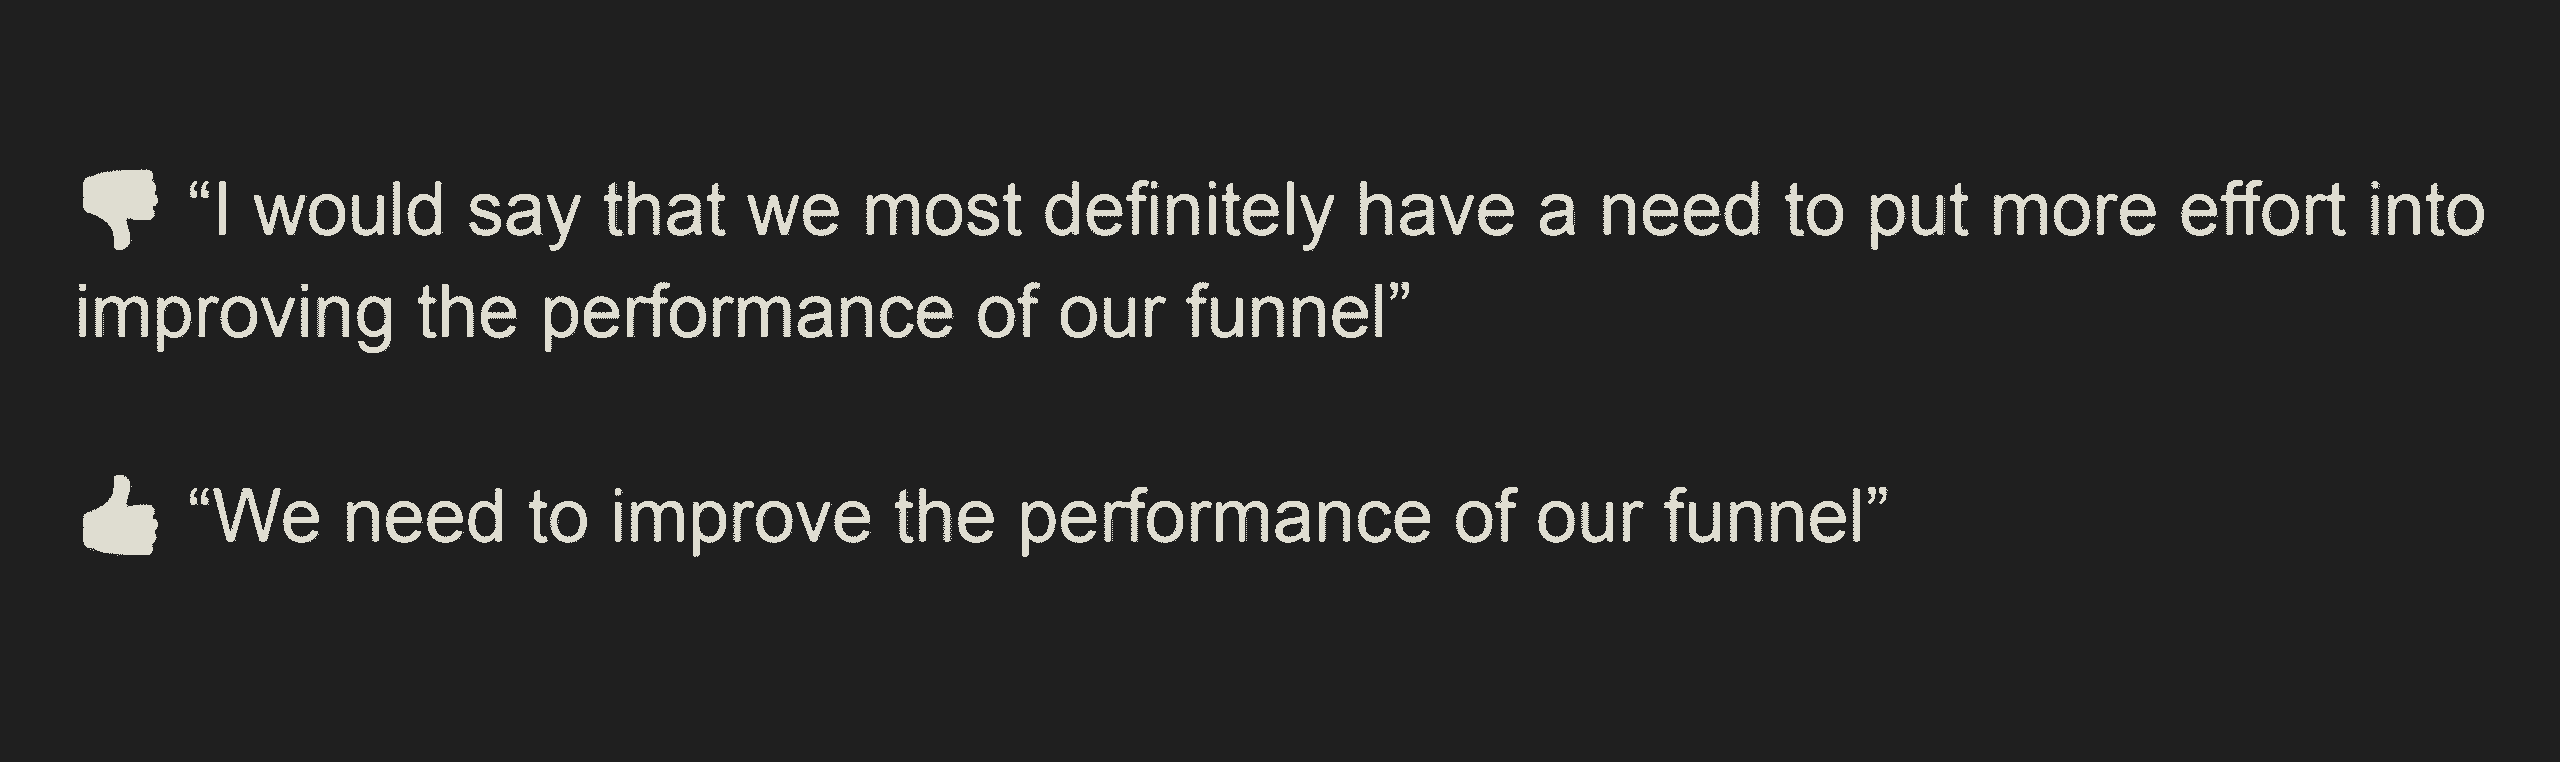 👎 “I would say that we most definitely have a need to put more effort into
improving the performance of our funnel”
👍 “We need to improve the performance of our funnel”